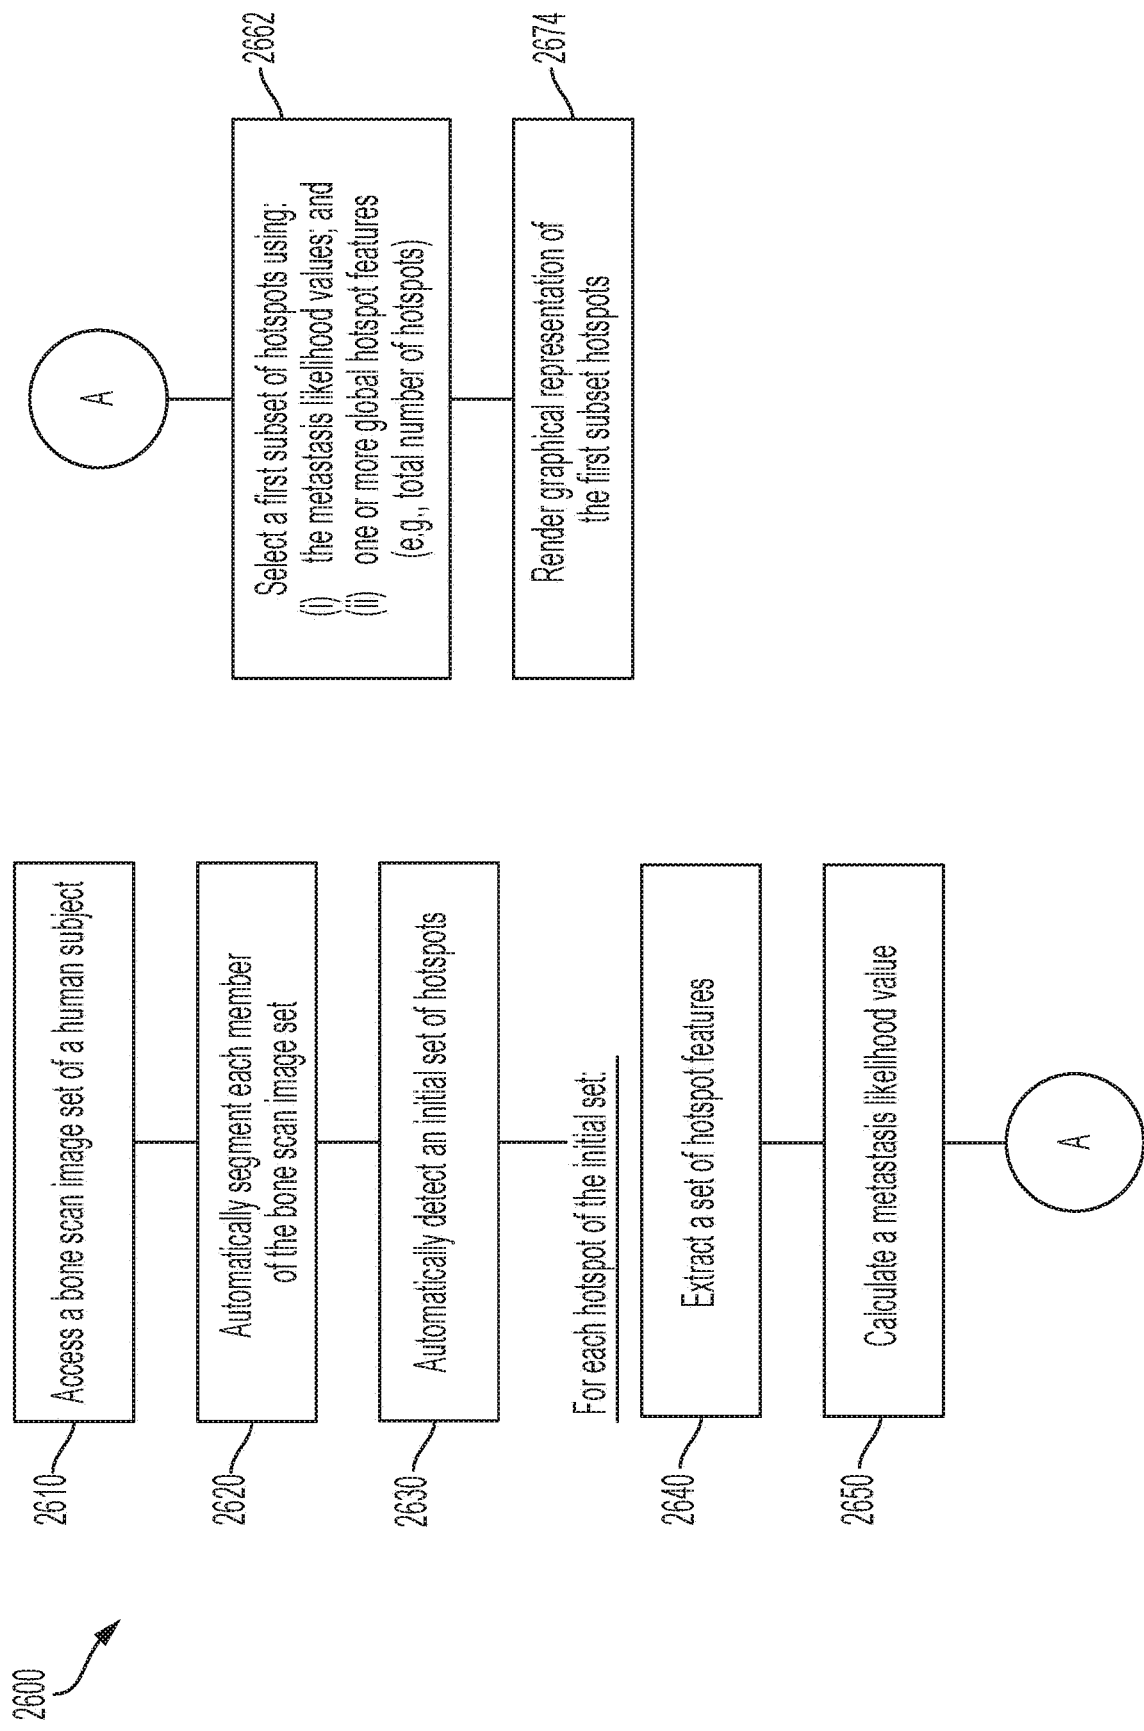 2600
2610
Access a bone scan image set of a human subject
2620
Automatically segment each member
of the bone scan image set
2630
Automatically detect an initial set of hotspots
For each hotspot of the initial set:
2640
Extract a set of hotspot features
2650
Calculate a metastasis likelihood value
A
A
2662
Select a first subset of hotspots using:
(i) the metastasis likelihood values; and
(ii) one or more global hotspot features
(e.g., total number of hotspots)
2674
Render graphical representation of
the first subset hotspots